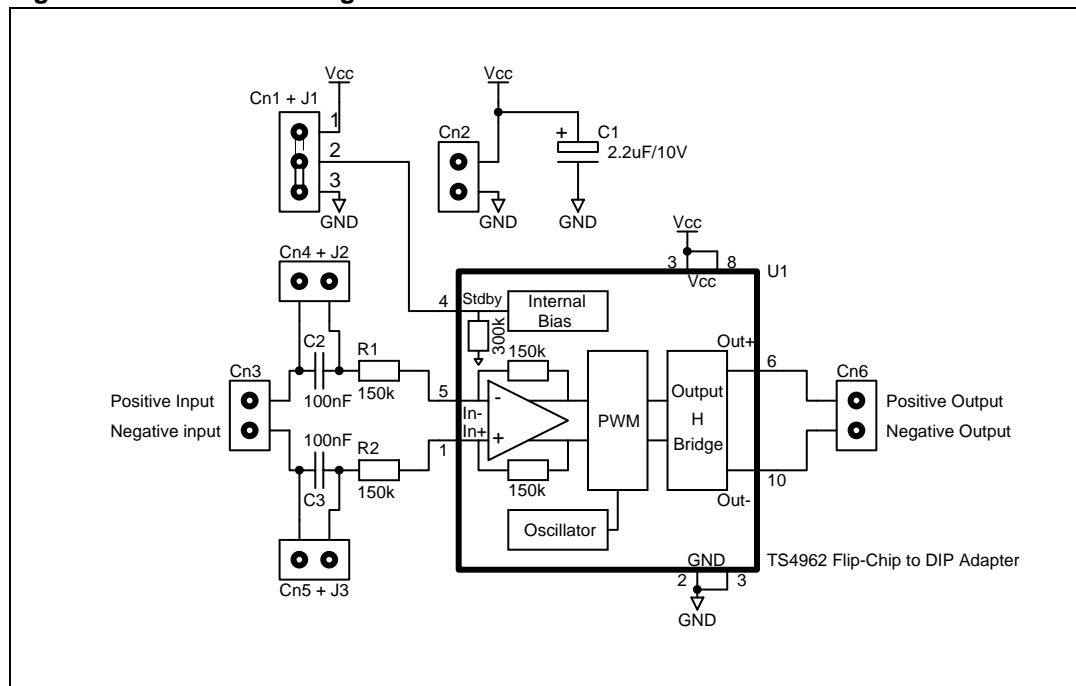 Vcc
Vcc
Cn1 + J1
1
2
3
GND
Cn2
+
C1
2.2uF/10V
GND
GND
Vcc
3
8
U1
Vcc
Cn4 + J2
4
Stdby
Internal
Bias
300k
C2
R1
100nF
150k
150k
Out+
6
Cn3
Cn6
Positive Input
Negative input
5
-
In-
In+
+
1
PWM
Output
H
Bridge
Positive Output
Negative Output
100nF
R2
150k
C3
150k
10
Out-
Oscillator
GND
TS4962 Flip-Chip to DIP Adapter
2
3
GND
Cn5 + J3